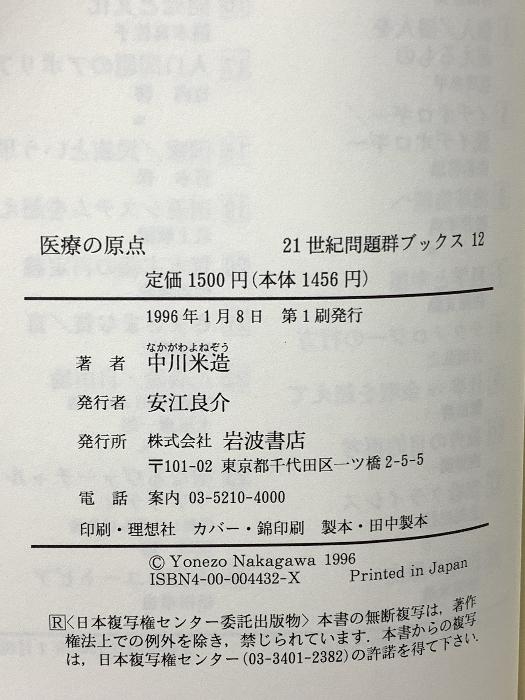 医療の原点　21世紀問題群ブックス 12
定価 1500円(本体 1456円)
1996年1月8日　第1刷発行
なかがわよねぞう
著　者　中川米造
発行者　安江良介
発行所　株式会社 岩波書店
〒101-02 東京都千代田区一ツ橋 2-5-5
電　話　案内 03-5210-4000
印刷・理想社　カバー・錦印刷　製本・田中製本
© Yonezo Nakagawa 1996
ISBN4-00-004432-X　Printed in Japan
R〈日本複写権センター委託出版物〉 本書の無断複写は，著作
権法上での例外を除き，禁じられています．本書からの複写
は，日本複写権センター(03-3401-2382)の許諾を得て下さい．